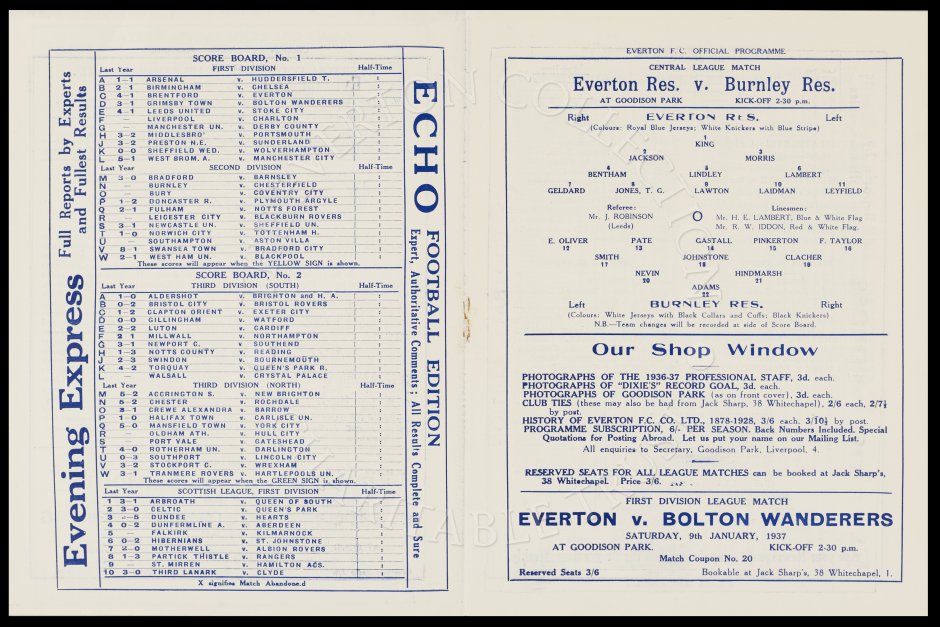 Evening Express
Full Reports by Experts
and Fullest Results
SCORE BOARD, No. 1
Last Year FIRST DIVISION Half-Time
A 1—1 ARSENAL v. HUDDERSFIELD T. :
B 2 1 BIRMINGHAM v. CHELSEA :
C 4—1 BRENTFORD v. EVERTON :
D 3—1 GRIMSBY TOWN v. BOLTON WANDERERS :
E 4—1 LEEDS UNITED v. STOKE CITY :
F — LIVERPOOL v. CHARLTON :
G — MANCHESTER UN. v. DERBY COUNTY :
H 3—2 MIDDLESBRO' v. PORTSMOUTH :
J 3—2 PRESTON N.E. v. SUNDERLAND :
K 0—0 SHEFFIELD WED. v. WOLVERHAMPTON :
L 5—1 WEST BROM. A. v. MANCHESTER CITY :
Last Year SECOND DIVISION Half-Time
M 3—0 BRADFORD v. BARNSLEY :
N — BURNLEY v. CHESTERFIELD :
O — BURY v. COVENTRY CITY :
P 1—2 DONCASTER R. v. PLYMOUTH ARGYLE :
Q 2—1 FULHAM v. NOTTS FOREST :
R — LEICESTER CITY v. BLACKBURN ROVERS :
S 3—1 NEWCASTLE UN. v. SHEFFIELD UN. :
T 1—0 NORWICH CITY v. TOTTENHAM H. :
U — SOUTHAMPTON v. ASTON VILLA :
V 8—1 SWANSEA TOWN v. BRADFORD CITY :
W 2—1 WEST HAM UN. v. BLACKPOOL :
These scores will appear when the YELLOW SIGN is shown.
SCORE BOARD, No. 2
Last Year THIRD DIVISION (SOUTH) Half-Time
A 1—0 ALDERSHOT v. BRIGHTON and H. A. :
B 0—2 BRISTOL CITY v. BRISTOL ROVERS :
C 1—2 CLAPTON ORIENT v. EXETER CITY :
D 0—0 GILLINGHAM v. WATFORD :
E 2—2 LUTON v. CARDIFF :
F 2 1 MILLWALL v. NORTHAMPTON :
G 3—1 NEWPORT C. v. SOUTHEND :
H 1—3 NOTTS COUNTY v. READING :
J 2—3 SWINDON v. BOURNEMOUTH :
K 4—2 TORQUAY v. QUEEN'S PARK R. :
L WALSALL v. CRYSTAL PALACE :
Last Year THIRD DIVISION (NORTH) Half-Time
M 5—2 ACCRINGTON S. v. NEW BRIGHTON :
N 5—2 CHESTER v. ROCHDALE :
O 3—1 CREWE ALEXANDRA v. BARROW :
P 1—0 HALIFAX TOWN v. CARLISLE UN. :
Q 5—0 MANSFIELD TOWN v. YORK CITY :
R — OLDHAM ATH. v. HULL CITY :
S — PORT VALE v. GATESHEAD :
T 4—0 ROTHERHAM UN. v. DARLINGTON :
U 0—3 SOUTHPORT v. LINCOLN CITY :
V 3—2 STOCKPORT C. v. WREXHAM :
W 3—1 TRANMERE ROVERS v. HARTLEPOOLS UN. :
These scores will appear when the GREEN SIGN is shown.
Last Year SCOTTISH LEAGUE, FIRST DIVISION Half-Time
1 3—1 ARBROATH v. QUEEN OF SOUTH :
2 3—0 CELTIC v. QUEEN'S PARK :
3 —5 DUNDEE v. HEARTS :
4 0—2 DUNFERMLINE A. v. ABERDEEN :
5 — FALKIRK v. KILMARNOCK :
6 0—2 HIBERNIANS v. ST. JOHNSTONE :
7 2—0 MOTHERWELL v. ALBION ROVERS :
8 1—3 PARTICK THISTLE v. RANGERS :
9 — ST. MIRREN v. HAMILTON ACS. :
10 3—0 THIRD LANARK v. CLYDE :
X signifies Match Abandone.d
ECHO FOOTBALL EDITION
Expert, Authoritative Comments; All Results Complete and Sure
EVERTON F.C. OFFICIAL PROGRAMME
CENTRAL LEAGUE MATCH
Everton Res. v. Burnley Res.
AT GOODISON PARK KICK-OFF 2-30 p.m.
Right EVERTON RES. Left
(Colours: Royal Blue Jerseys; White Knickers with Blue Stripe)
1
KING
2 3
JACKSON MORRIS
4 5 6
BENTHAM LINDLEY LAMBERT
7 8 9 10 11
GELDARD JONES, T. G. LAWTON LAIDMAN LEYFIELD
Referee: Linesmen:
Mr. J. ROBINSON O Mr. H. E. LAMBERT, Blue & White Flag
(Leeds) Mr. R. W. IDDON, Red & White Flag.
E. OLIVER PATE GASTALL PINKERTON F. TAYLOR
12 13 14 15 16
SMITH JOHNSTONE CLACHER
17 18 19
NEVIN HINDMARSH
20 21
ADAMS
22
Left BURNLEY RES. Right
(Colours: White Jerseys with Black Collars and Cuffs; Black Knickers)
N.B.—Team changes will be recorded at side of Score Board.
Our Shop Window
PHOTOGRAPHS OF THE 1936-37 PROFESSIONAL STAFF, 3d. each.
PHOTOGRAPHS OF "DIXIE'S" RECORD GOAL, 3d. each.
PHOTOGRAPHS OF GOODISON PARK (as on front cover), 3d. each.
CLUB TIES (these may also be had from Jack Sharp, 38 Whitechapel), 2/6 each, 2/7½
by post.
HISTORY OF EVERTON F.C. CO. LTD., 1878-1928, 3/6 each, 3/10½ by post.
PROGRAMME SUBSCRIPTION, 6/- PER SEASON. Back Numbers Included. Special
Quotations for Posting Abroad. Let us put your name on our Mailing List.
All enquiries to Secretary, Goodison Park, Liverpool, 4.
RESERVED SEATS FOR ALL LEAGUE MATCHES can be booked at Jack Sharp's,
38 Whitechapel. Price 3/6.
FIRST DIVISION LEAGUE MATCH
EVERTON v. BOLTON WANDERERS
SATURDAY, 9th JANUARY, 1937
AT GOODISON PARK. KICK-OFF 2-30 p.m.
Match Coupon No. 20
Reserved Seats 3/6 Bookable at Jack Sharp's, 38 Whitechapel, 1.